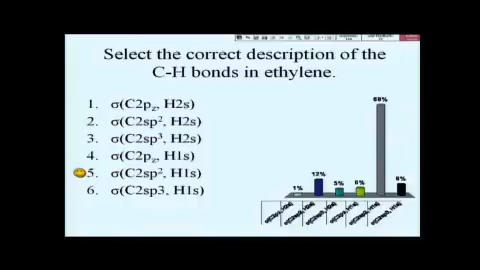 Select the correct description of the
C-H bonds in ethylene.
1. σ(C2p_z, H2s)
2. σ(C2sp², H2s)
3. σ(C2sp³, H2s)
4. σ(C2p_z, H1s)
5. σ(C2sp², H1s)
6. σ(C2sp3, H1s)
1%
12%
5%
6%
68%